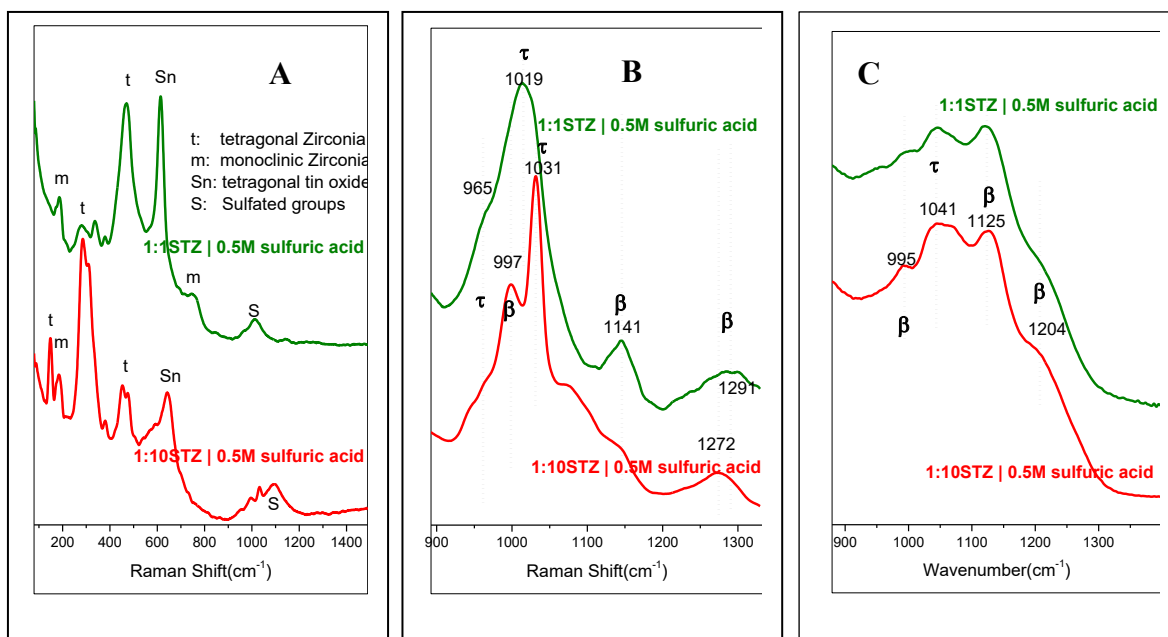 A
t
Sn
t: tetragonal Zirconia
m: monoclinic Zirconia
Sn: tetragonal tin oxide
S: Sulfated groups
m
t
1:1STZ | 0.5M sulfuric acid
m
S
t
m
t
Sn
1:10STZ | 0.5M sulfuric acid
S
200 400 600 800 1000 1200 1400
Raman Shift(cm⁻¹)
τ
B
1019
1:1STZ | 0.5M sulfuric acid
τ
1031
965
997
τ
β
β
1141
β
1291
1272
1:10STZ | 0.5M sulfuric acid
900 1000 1100 1200 1300
Raman Shift(cm⁻¹)
C
1:1STZ | 0.5M sulfuric acid
τ
1041
β
1125
995
β
β
1204
1:10STZ | 0.5M sulfuric acid
900 1000 1100 1200 1300
Wavenumber(cm⁻¹)